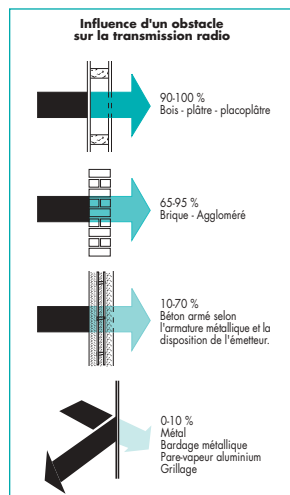 Influence d'un obstacle
sur la transmission radio
90-100 %
Bois - plâtre - placoplâtre
65-95 %
Brique - Aggloméré
10-70 %
Béton armé selon
l'armature métallique et la
disposition de l'émetteur.
0-10 %
Métal
Bardage métallique
Pare-vapeur aluminium
Grillage